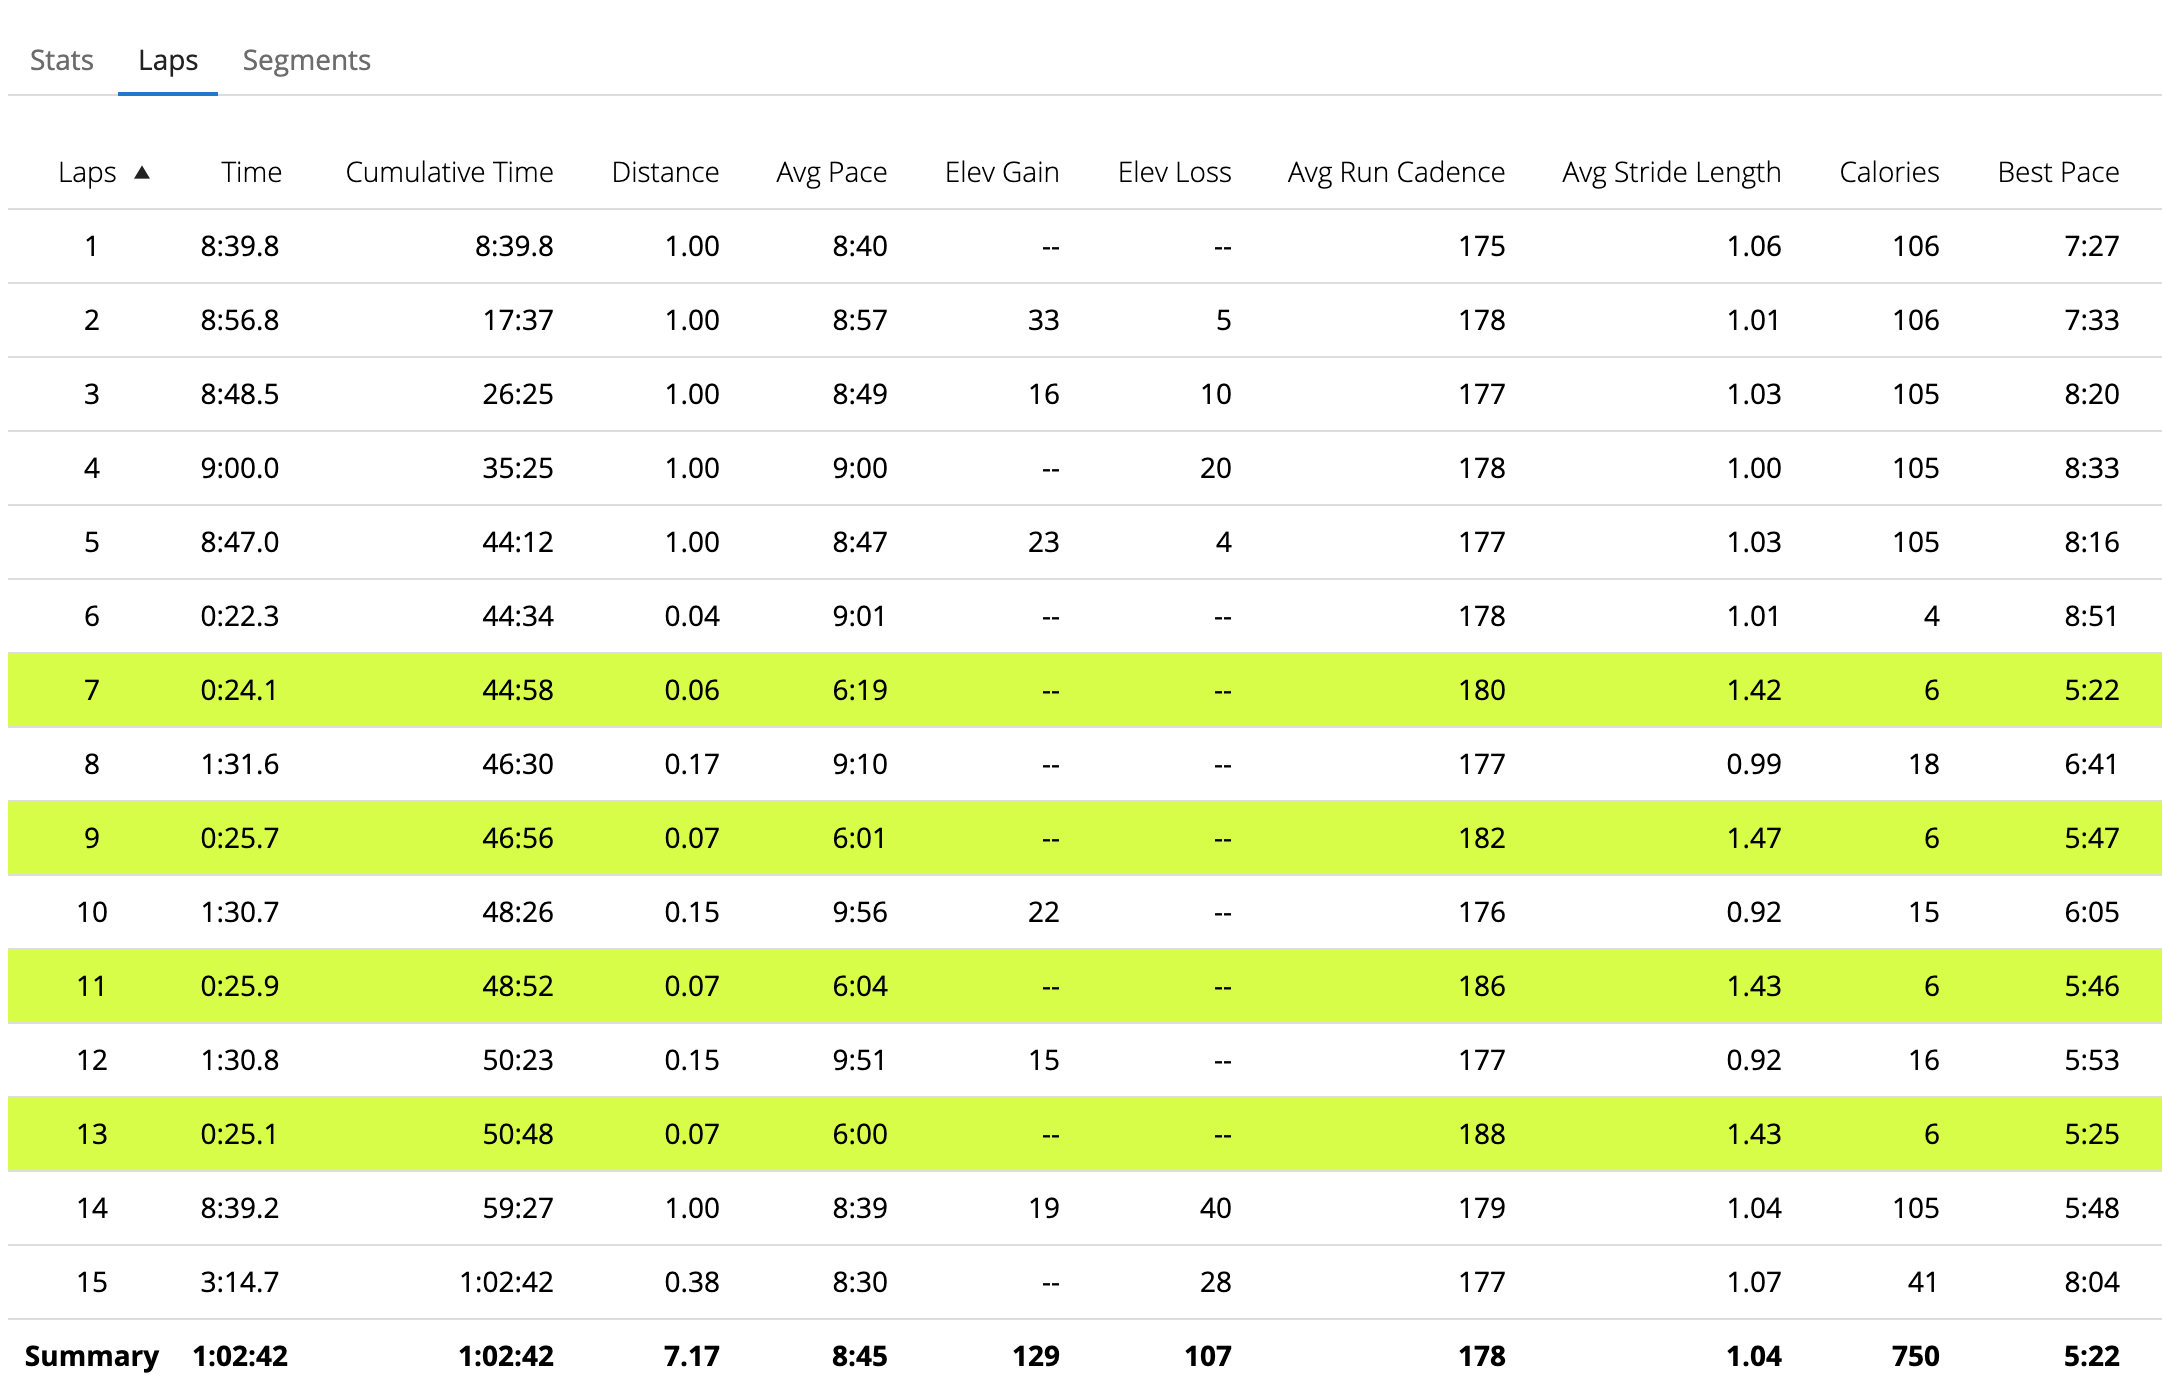 Stats Laps Segments
Laps ▲ Time Cumulative Time Distance Avg Pace Elev Gain Elev Loss Avg Run Cadence Avg Stride Length Calories Best Pace
1 8:39.8 8:39.8 1.00 8:40 -- -- 175 1.06 106 7:27
2 8:56.8 17:37 1.00 8:57 33 5 178 1.01 106 7:33
3 8:48.5 26:25 1.00 8:49 16 10 177 1.03 105 8:20
4 9:00.0 35:25 1.00 9:00 -- 20 178 1.00 105 8:33
5 8:47.0 44:12 1.00 8:47 23 4 177 1.03 105 8:16
6 0:22.3 44:34 0.04 9:01 -- -- 178 1.01 4 8:51
7 0:24.1 44:58 0.06 6:19 -- -- 180 1.42 6 5:22
8 1:31.6 46:30 0.17 9:10 -- -- 177 0.99 18 6:41
9 0:25.7 46:56 0.07 6:01 -- -- 182 1.47 6 5:47
10 1:30.7 48:26 0.15 9:56 22 -- 176 0.92 15 6:05
11 0:25.9 48:52 0.07 6:04 -- -- 186 1.43 6 5:46
12 1:30.8 50:23 0.15 9:51 15 -- 177 0.92 16 5:53
13 0:25.1 50:48 0.07 6:00 -- -- 188 1.43 6 5:25
14 8:39.2 59:27 1.00 8:39 19 40 179 1.04 105 5:48
15 3:14.7 1:02:42 0.38 8:30 -- 28 177 1.07 41 8:04
Summary 1:02:42 1:02:42 7.17 8:45 129 107 178 1.04 750 5:22